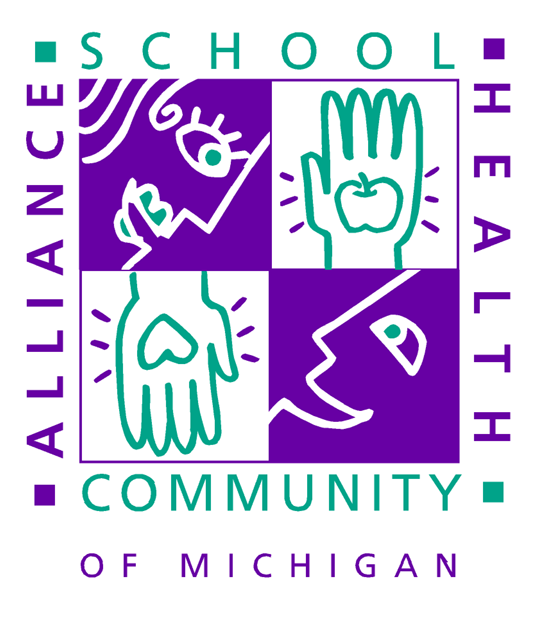 SCHOOL
HEALTH
COMMUNITY
ALLIANCE
OF MICHIGAN